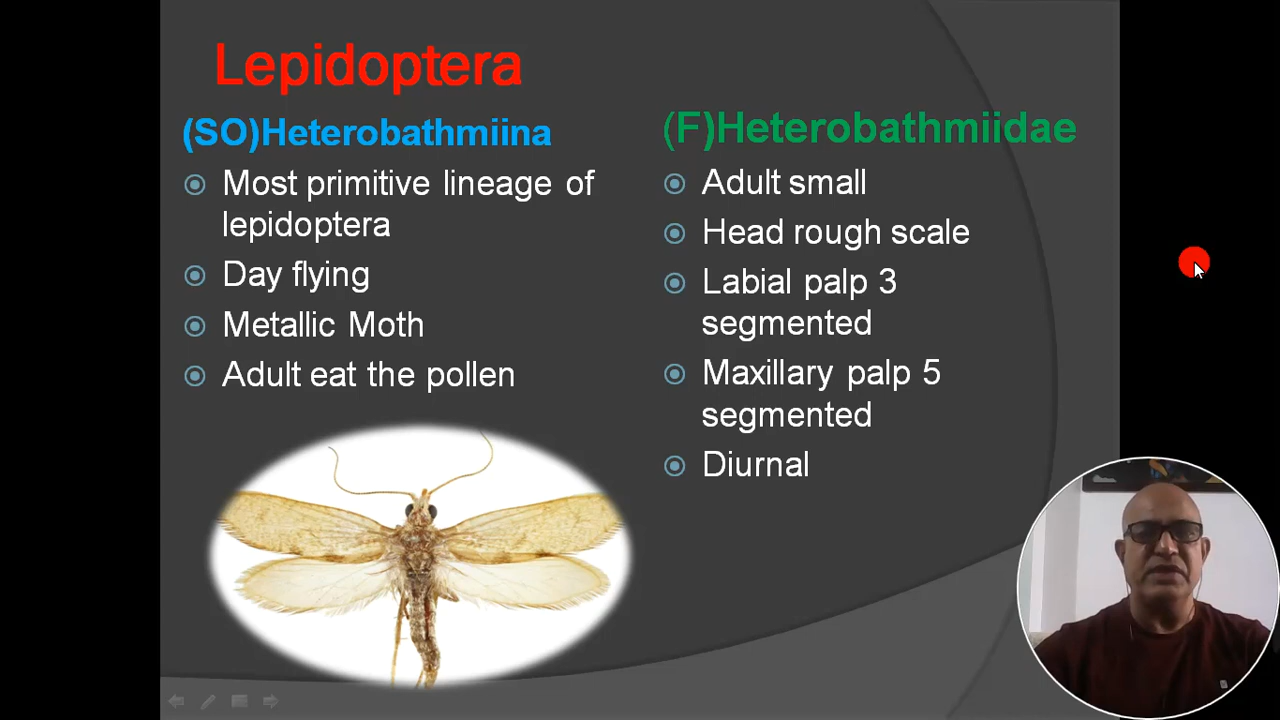 Lepidoptera
(SO)Heterobathmiina
Most primitive lineage of
lepidoptera
Day flying
Metallic Moth
Adult eat the pollen
(F)Heterobathmiidae
Adult small
Head rough scale
Labial palp 3
segmented
Maxillary palp 5
segmented
Diurnal